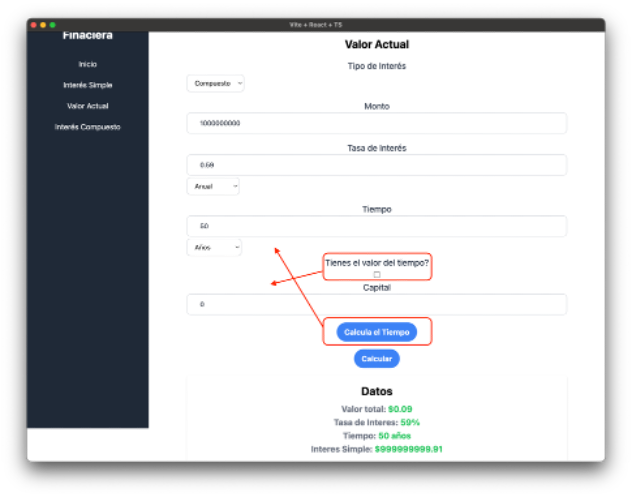 Vite + React + TS
Finaciera
Inicio
Interés Simple
Valor Actual
Interés Compuesto
Valor Actual
Tipo de Interés
Compuesto
Monto
1000000000
Tasa de Interés
0.59
Anual
Tiempo
50
Años
Tienes el valor del tiempo?
Capital
0
Calcula el Tiempo
Calcular
Datos
Valor total: $0.09
Tasa de Interes: 59%
Tiempo: 50 años
Interes Simple: $999999999.91